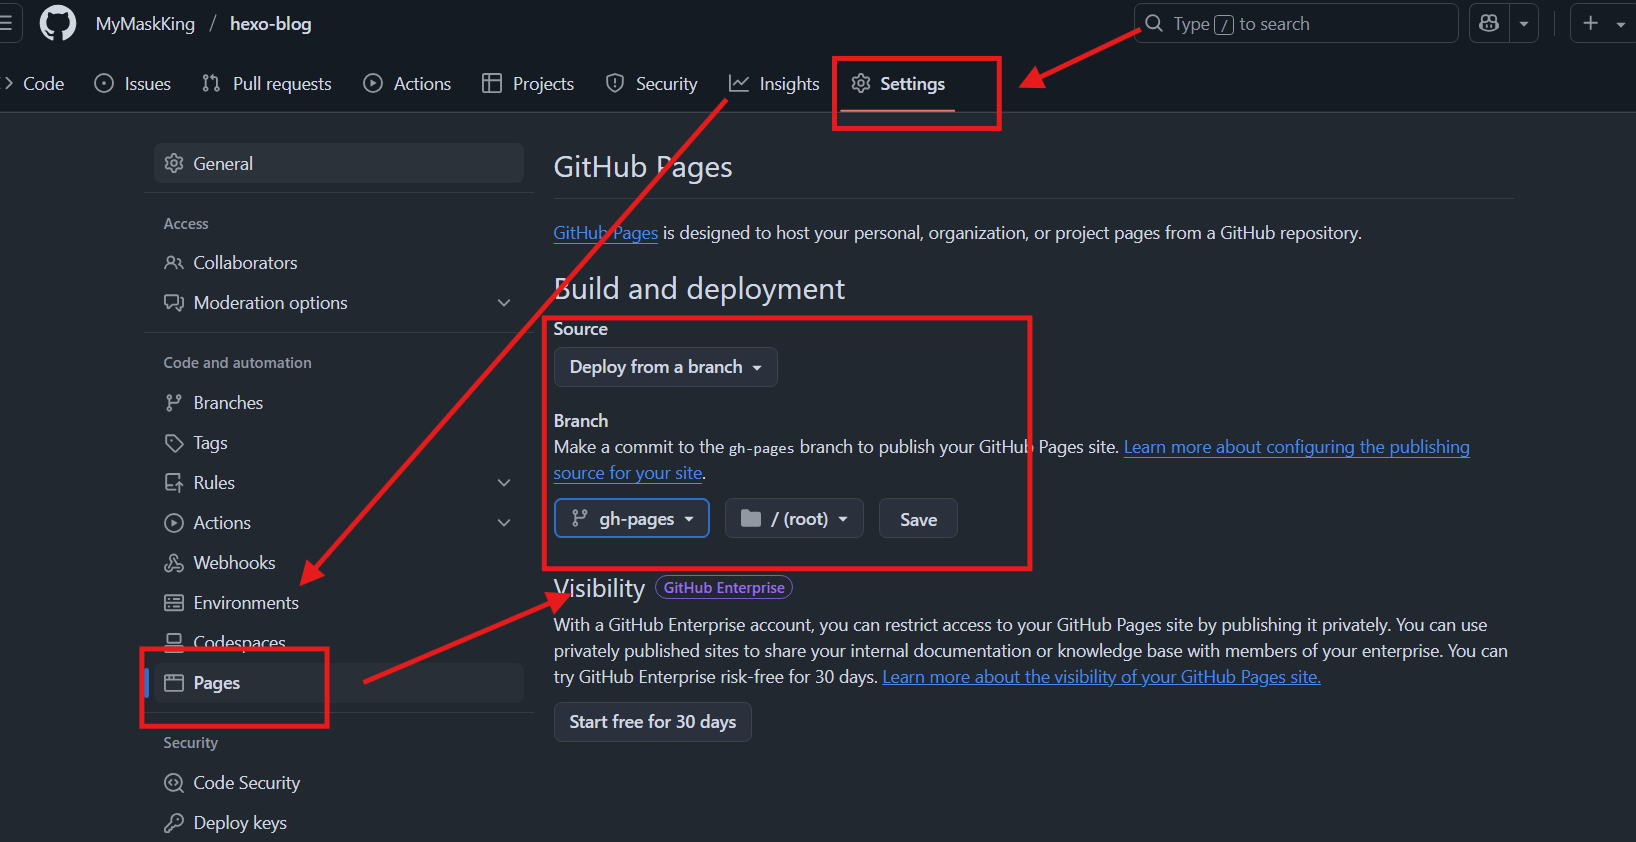 MyMaskKing / hexo-blog
Type / to search
Code
Issues
Pull requests
Actions
Projects
Security
Insights
Settings
General
Access
Collaborators
Moderation options
Code and automation
Branches
Tags
Rules
Actions
Webhooks
Environments
Codespaces
Pages
Security
Code Security
Deploy keys
GitHub Pages
GitHub Pages is designed to host your personal, organization, or project pages from a GitHub repository.
Build and deployment
Source
Deploy from a branch
Branch
Make a commit to the gh-pages branch to publish your GitHub Pages site. Learn more about configuring the publishing
source for your site.
gh-pages
/ (root)
Save
Visibility
GitHub Enterprise
With a GitHub Enterprise account, you can restrict access to your GitHub Pages site by publishing it privately. You can use
privately published sites to share your internal documentation or knowledge base with members of your enterprise. You can
try GitHub Enterprise risk-free for 30 days. Learn more about the visibility of your GitHub Pages site.
Start free for 30 days